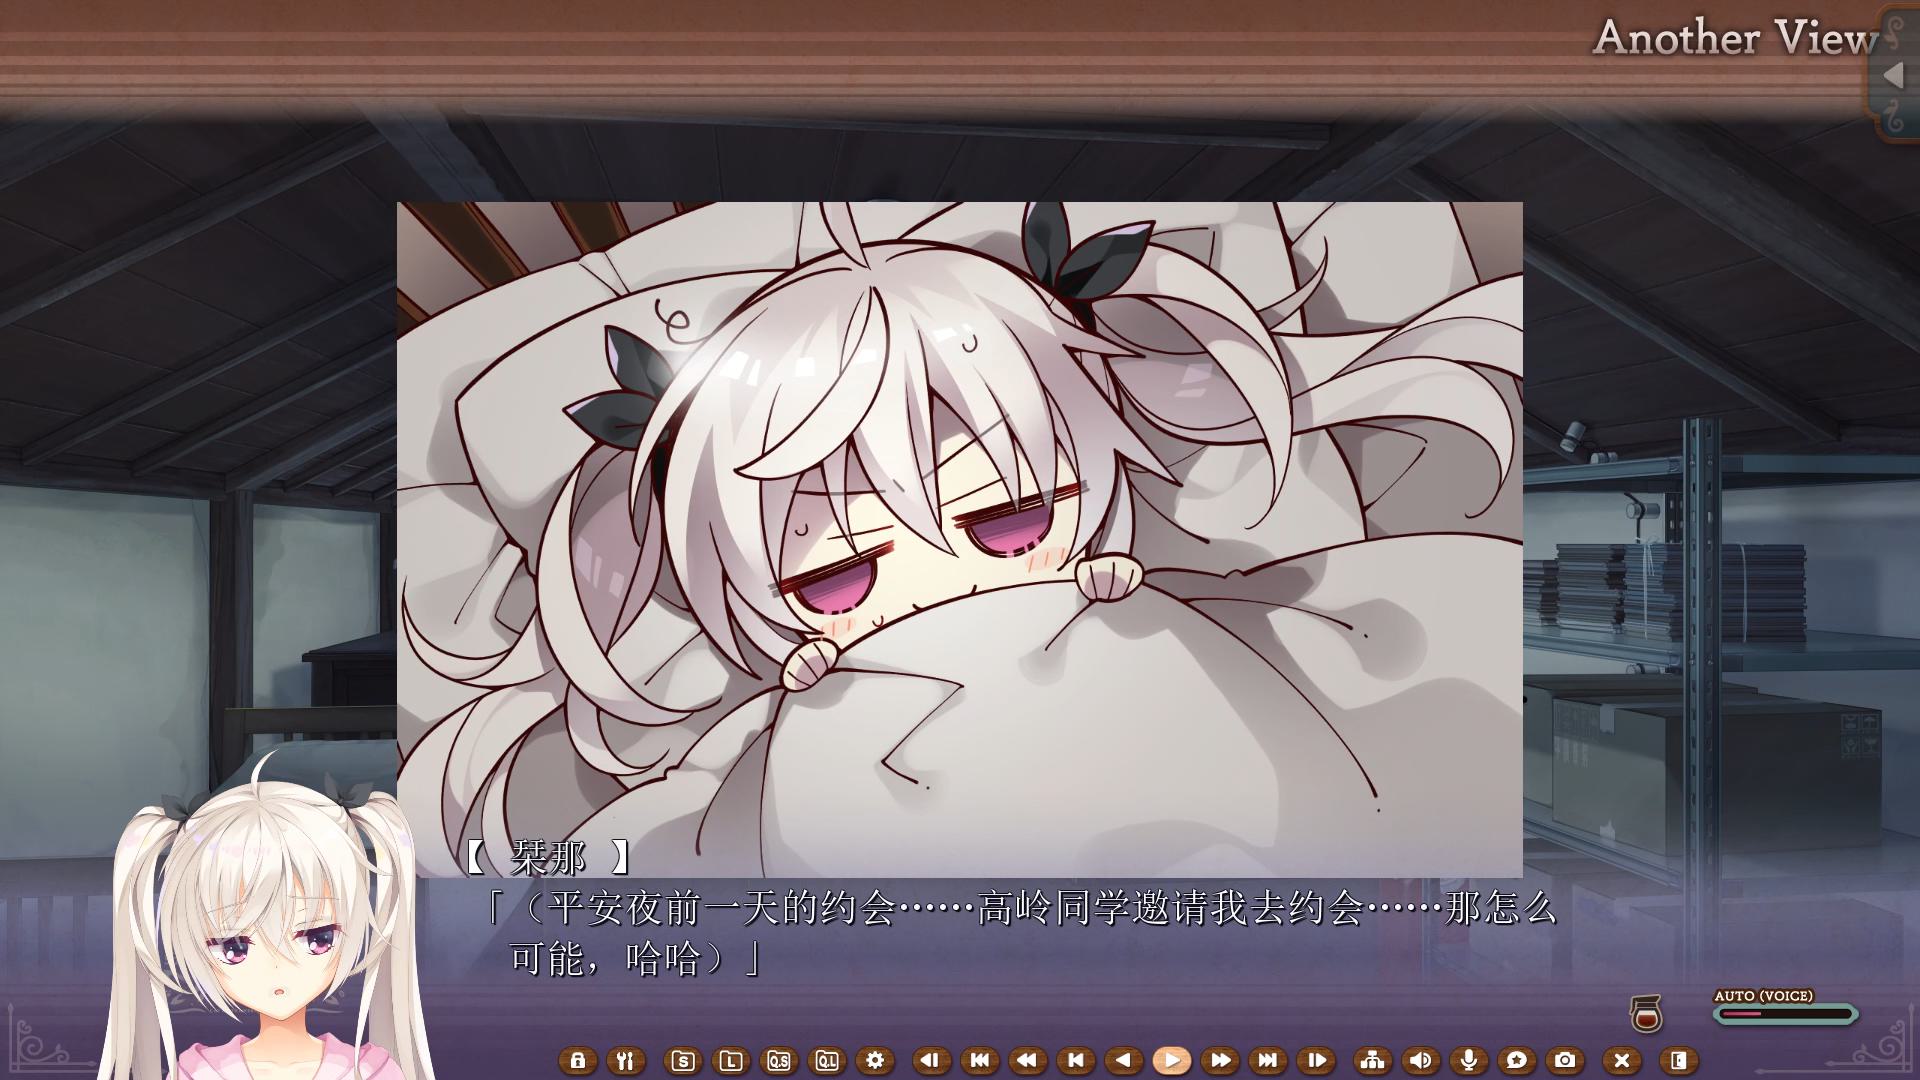 Another View
【 栞那 】
「（平安夜前一天的约会……高岭同学邀请我去约会……那怎么
可能，哈哈）」
AUTO (VOICE)
S
L
Q.S
Q.L